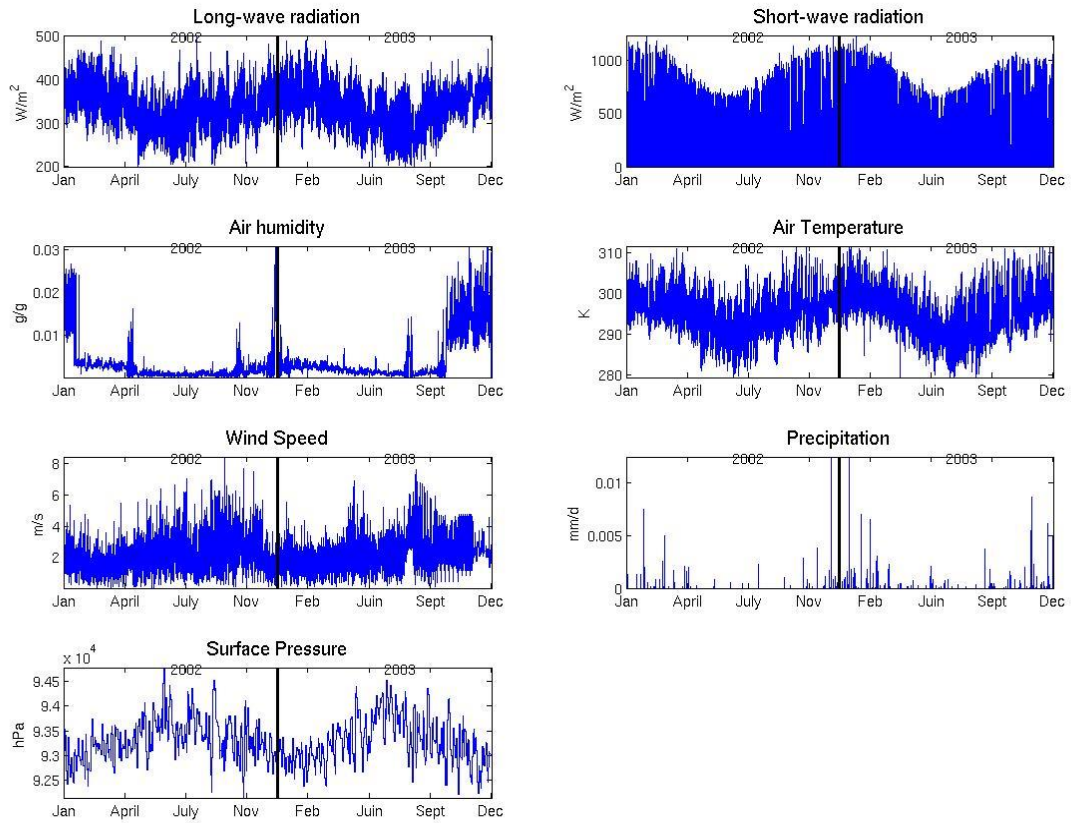 Long-wave radiation
500
400
300
200
W/m2
2002
2003
Jan April July Nov Feb Juin Sept Dec
Short-wave radiation
1000
500
0
W/m2
2002
2003
Jan April July Nov Feb Juin Sept Dec
Air humidity
0.03
0.02
0.01
g/g
2002
2003
Jan April July Nov Feb Juin Sept Dec
Air Temperature
310
300
290
280
K
2002
2003
Jan April July Nov Feb Juin Sept Dec
Wind Speed
8
6
4
2
m/s
2002
2003
Jan April July Nov Feb Juin Sept Dec
Precipitation
0.01
0.005
0
mm/d
2002
2003
Jan April July Nov Feb Juin Sept Dec
Surface Pressure
x 10^4
9.45
9.4
9.35
9.3
9.25
hPa
2002
2003
Jan April July Nov Feb Juin Sept Dec